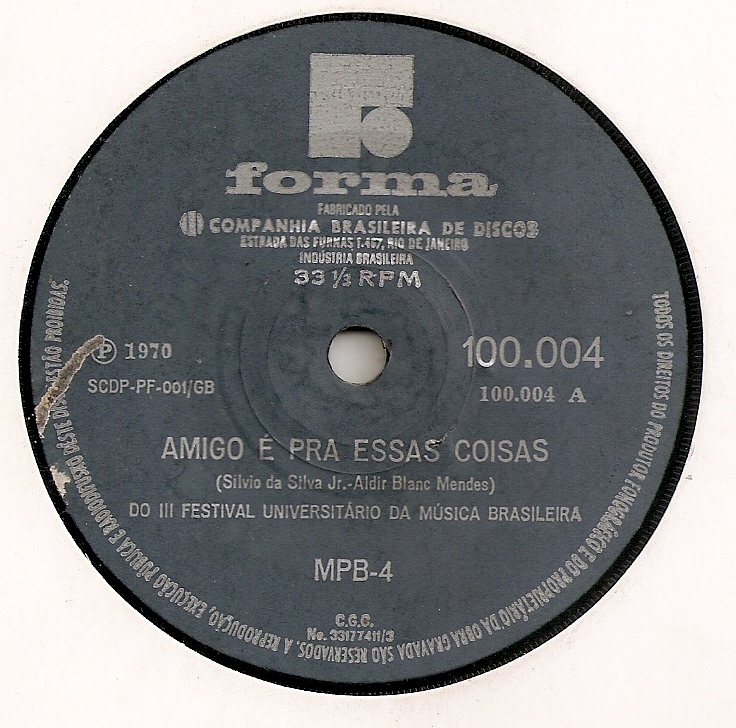 forma
FABRICADO PELA
COMPANHIA BRASILEIRA DE DISCOS
ESTRADA DAS FURNAS 1.467, RIO DE JANEIRO
INDÚSTRIA BRASILEIRA
33 1/3 RPM
Ⓟ 1970
SCDP-PF-001/GB
100.004
100.004 A
AMIGO É PRA ESSAS COISAS
(Silvio da Silva Jr.-Aldir Blanc Mendes)
DO III FESTIVAL UNIVERSITÁRIO DA MÚSICA BRASILEIRA
MPB-4
C.G.C.
No. 33177411/3
TODOS OS DIREITOS DO PRODUTOR FONOGRÁFICO E DO PROPRIETÁRIO DA OBRA GRAVADA SÃO RESERVADOS. A REPRODUÇÃO, EXECUÇÃO PÚBLICA E RADIODIFUSÃO DESTE DISCO ESTÃO PROIBIDAS.